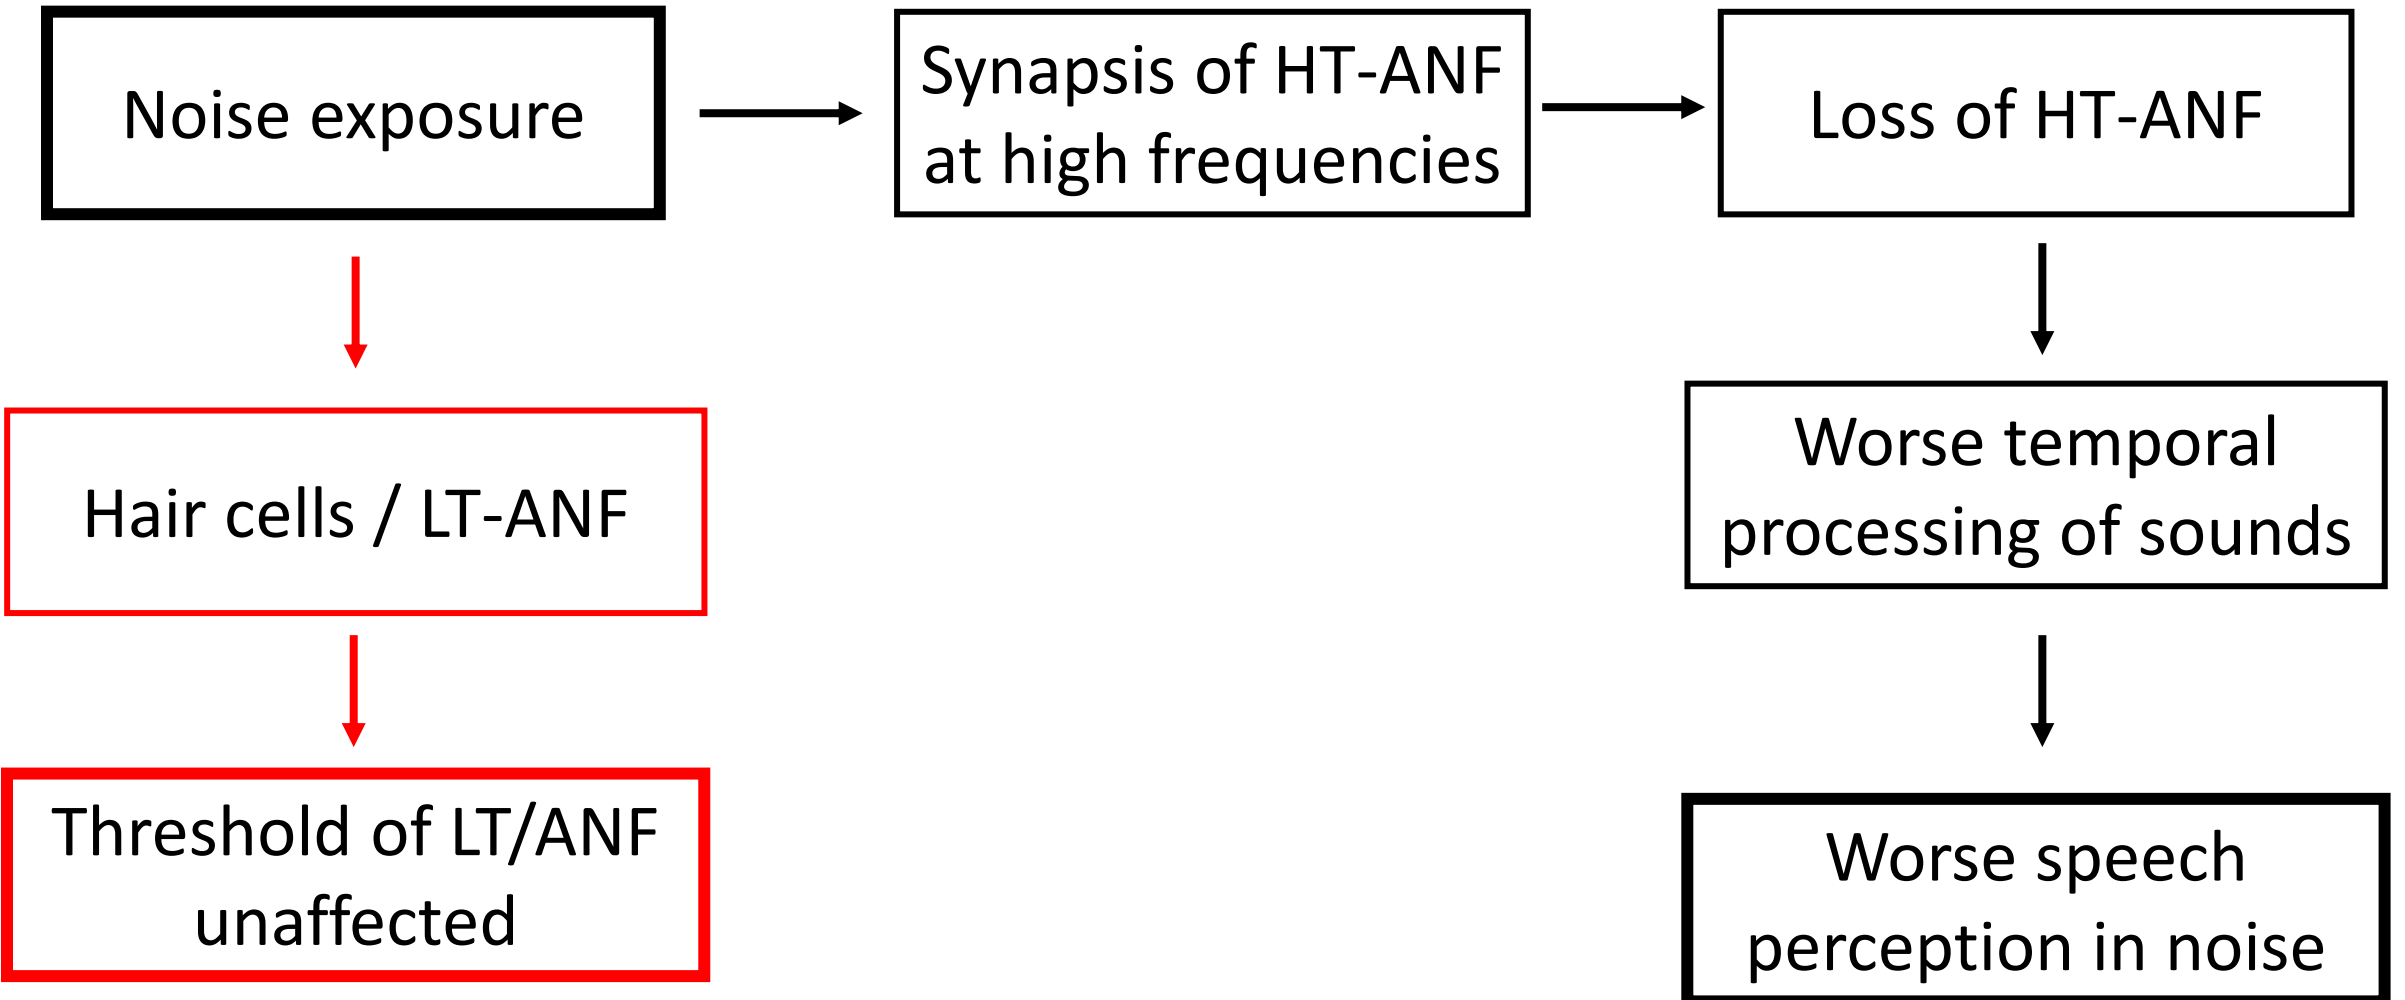 Noise exposure
Synapsis of HT-ANF
at high frequencies
Loss of HT-ANF
Hair cells / LT-ANF
Worse temporal
processing of sounds
Threshold of LT/ANF
unaffected
Worse speech
perception in noise